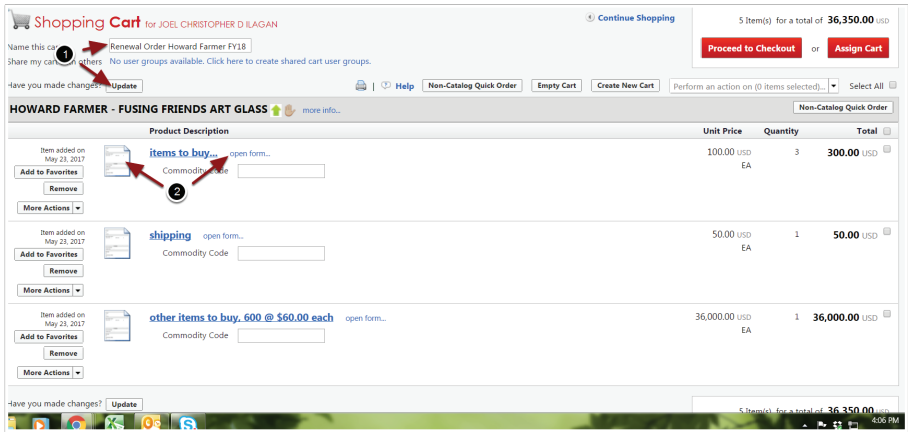 Shopping Cart for JOEL CHRISTOPHER D ILAGAN
Continue Shopping
5 Item(s) for a total of 36,350.00 USD
Name this ca
1
Renewal Order Howard Farmer FY18
Proceed to Checkout or Assign Cart
Share my cart with others No user groups available. Click here to create shared cart user groups.
Have you made changes? Update
Help Non-Catalog Quick Order Empty Cart Create New Cart Perform an action on (0 items selected)... Select All
HOWARD FARMER - FUSING FRIENDS ART GLASS more info...
Non-Catalog Quick Order
Product Description Unit Price Quantity Total
Item added on
May 23, 2017
items to buy... open form... 100.00 USD 3 300.00 USD
EA
Add to Favorites
Commodity Code
Remove
2
More Actions
Item added on
May 23, 2017
shipping open form... 50.00 USD 1 50.00 USD
EA
Add to Favorites
Commodity Code
Remove
More Actions
Item added on
May 23, 2017
other items to buy, 600 @ $60.00 each open form... 36,000.00 USD 1 36,000.00 USD
EA
Add to Favorites
Commodity Code
Remove
More Actions
Have you made changes? Update
5 Item(s) for a total of 36,350.00 USD
4:06 PM